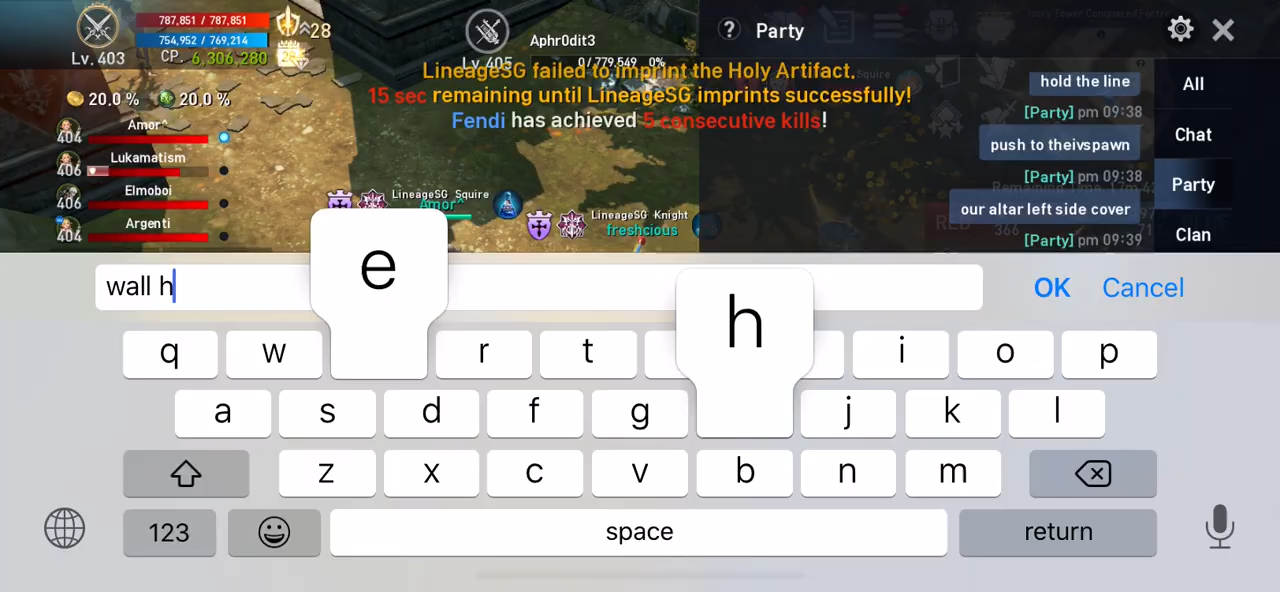 787,851 / 787,851
754,952 / 769,214
Lv. 403
CP. 6,306,280
28
20.0 % 20.0 %
Amor^
404
Lukamatism
406
Elmoboi
406
Argenti
404
Aphr0dit3
Lv. 405
0 / 779,549 0%
LineageSG failed to imprint the Holy Artifact.
15 sec remaining until LineageSG imprints successfully!
Fendi has achieved 5 consecutive kills!
LineageSG Squire
Amor^
LineageSG Knight
freshcious
? Party
hold the line
[Party] pm 09:38
push to theivspawn
[Party] pm 09:38
our altar left side cover
[Party] pm 09:39
All
Chat
Party
Clan
wall h
OK Cancel
e
h
q w r t i o p
a s d f g j k l
z x c v b n m
123 space return